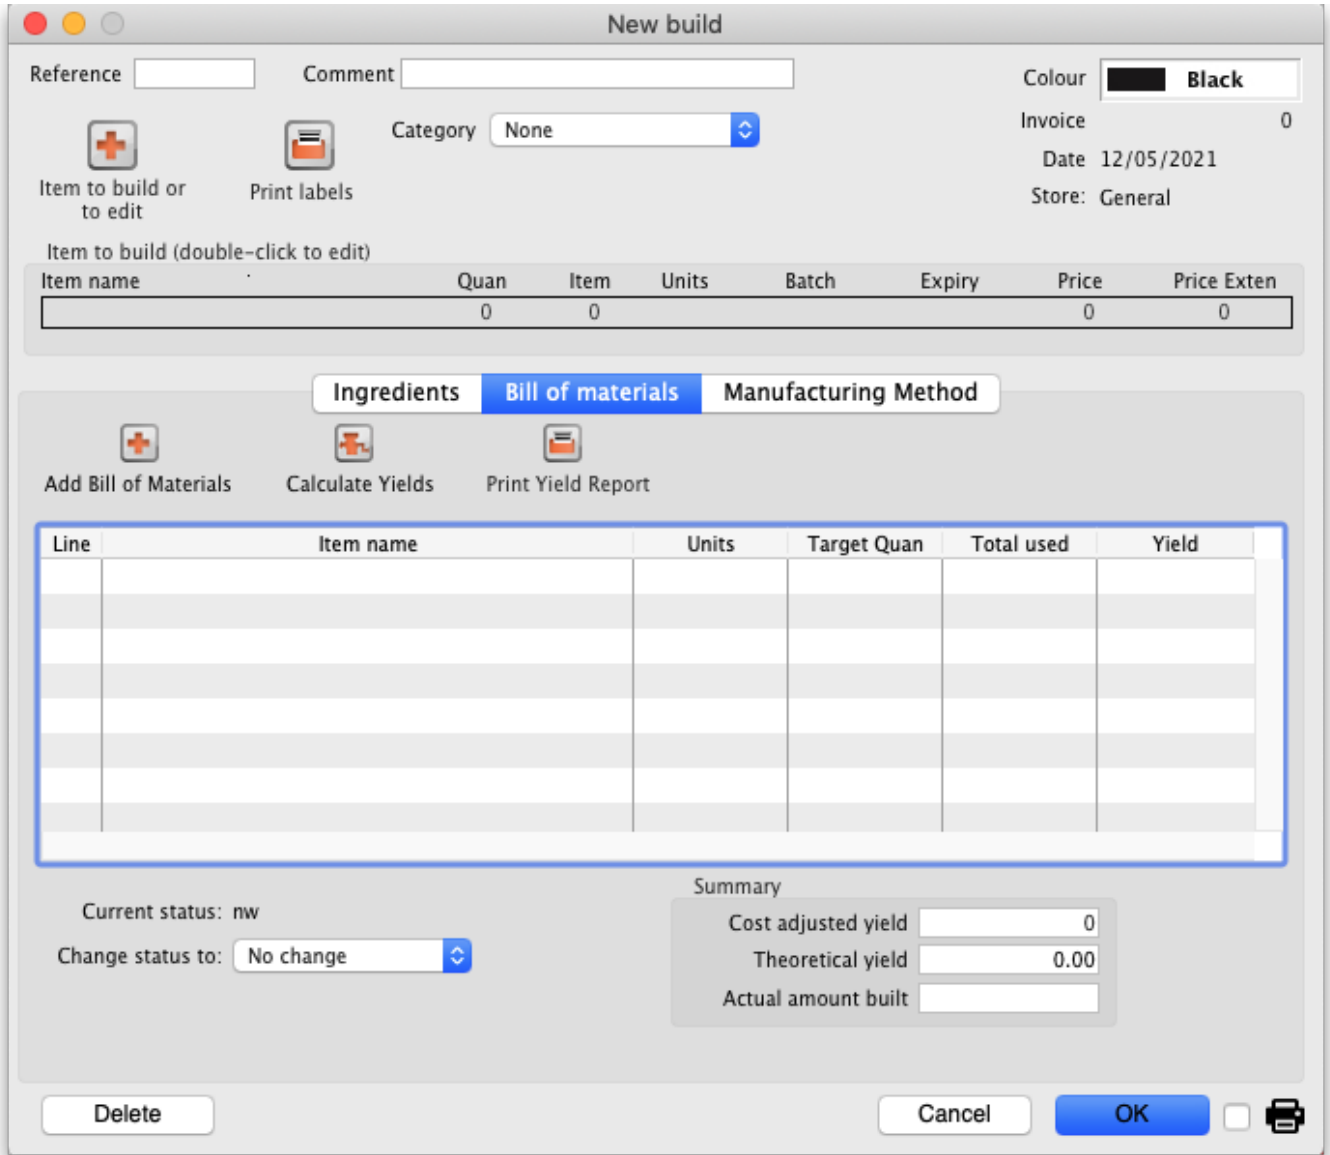 New build
Reference Comment Colour Black
Category None Invoice 0
Date 12/05/2021
Item to build or
to edit
Print labels
Store: General
Item to build (double-click to edit)
Item name Quan Item Units Batch Expiry Price Price Exten
0 0 0 0
Ingredients Bill of materials Manufacturing Method
Add Bill of Materials Calculate Yields Print Yield Report
Line Item name Units Target Quan Total used Yield
Summary
Current status: nw
Cost adjusted yield 0
Change status to: No change
Theoretical yield 0.00
Actual amount built
Delete Cancel OK